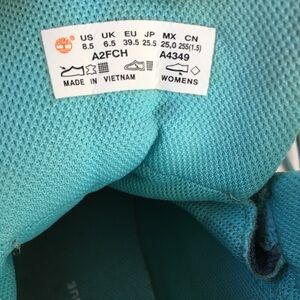 US UK EU JP MX CN
8.5 6.5 39.5 25.5 25,0 255(1.5)
A2FCH A4349
MADE IN VIETNAM WOMENS